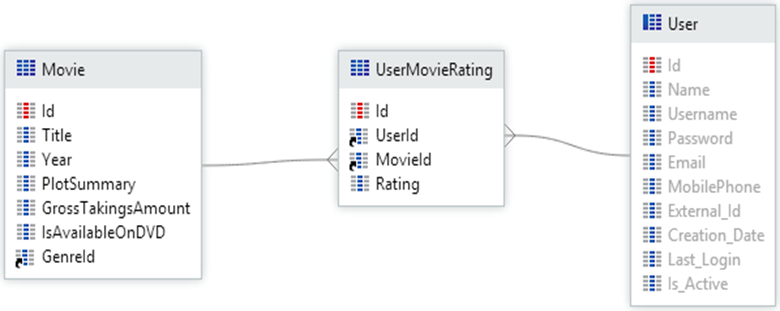 Movie
Id
Title
Year
PlotSummary
GrossTakingsAmount
IsAvailableOnDVD
GenreId
UserMovieRating
Id
UserId
MovieId
Rating
User
Id
Name
Username
Password
Email
MobilePhone
External_Id
Creation_Date
Last_Login
Is_Active